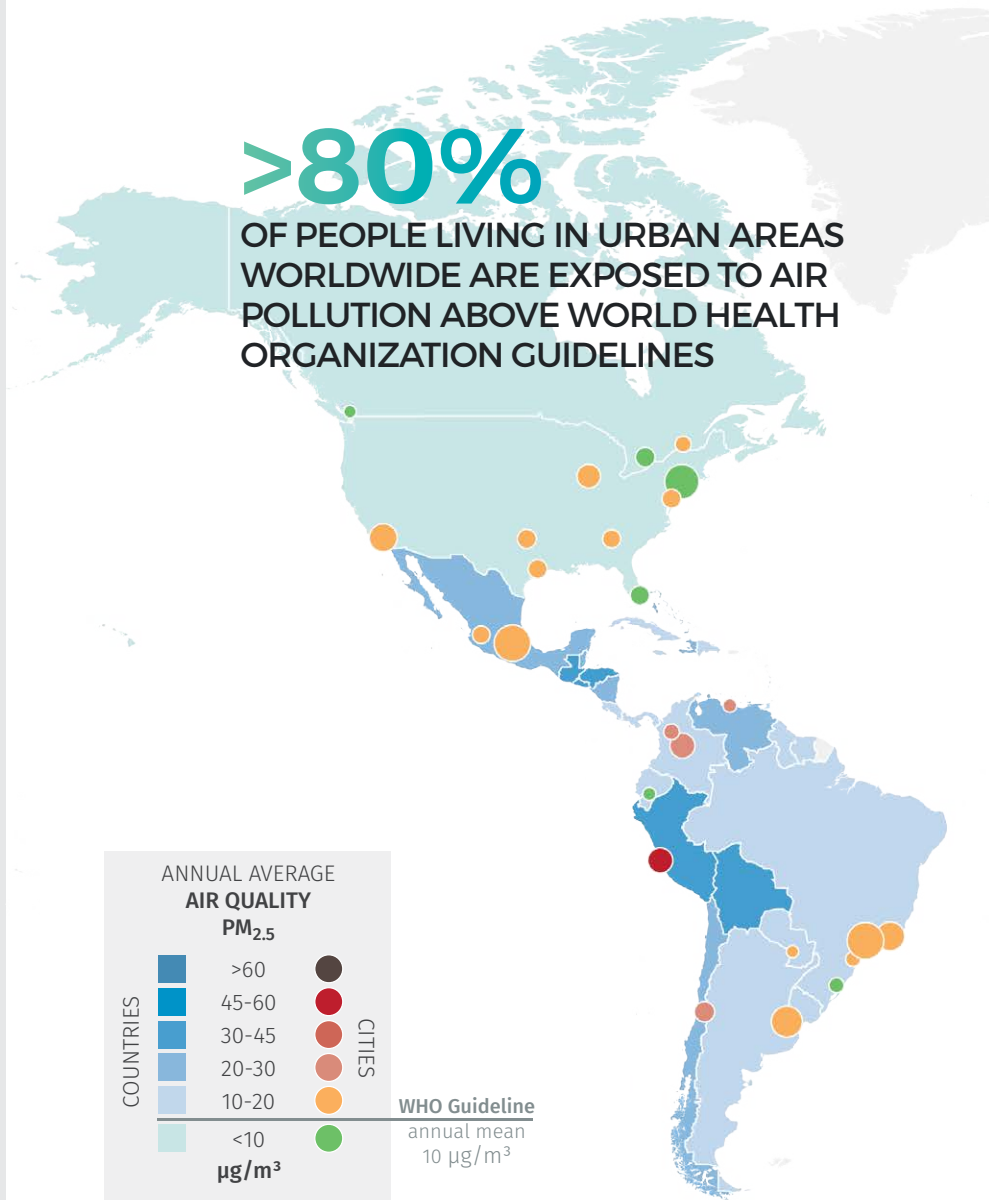 >80%
OF PEOPLE LIVING IN URBAN AREAS
WORLDWIDE ARE EXPOSED TO AIR
POLLUTION ABOVE WORLD HEALTH
ORGANIZATION GUIDELINES
ANNUAL AVERAGE
AIR QUALITY
PM₂.₅
COUNTRIES
CITIES
>60
45-60
30-45
20-30
10-20
<10
µg/m³
WHO Guideline
annual mean
10 µg/m³